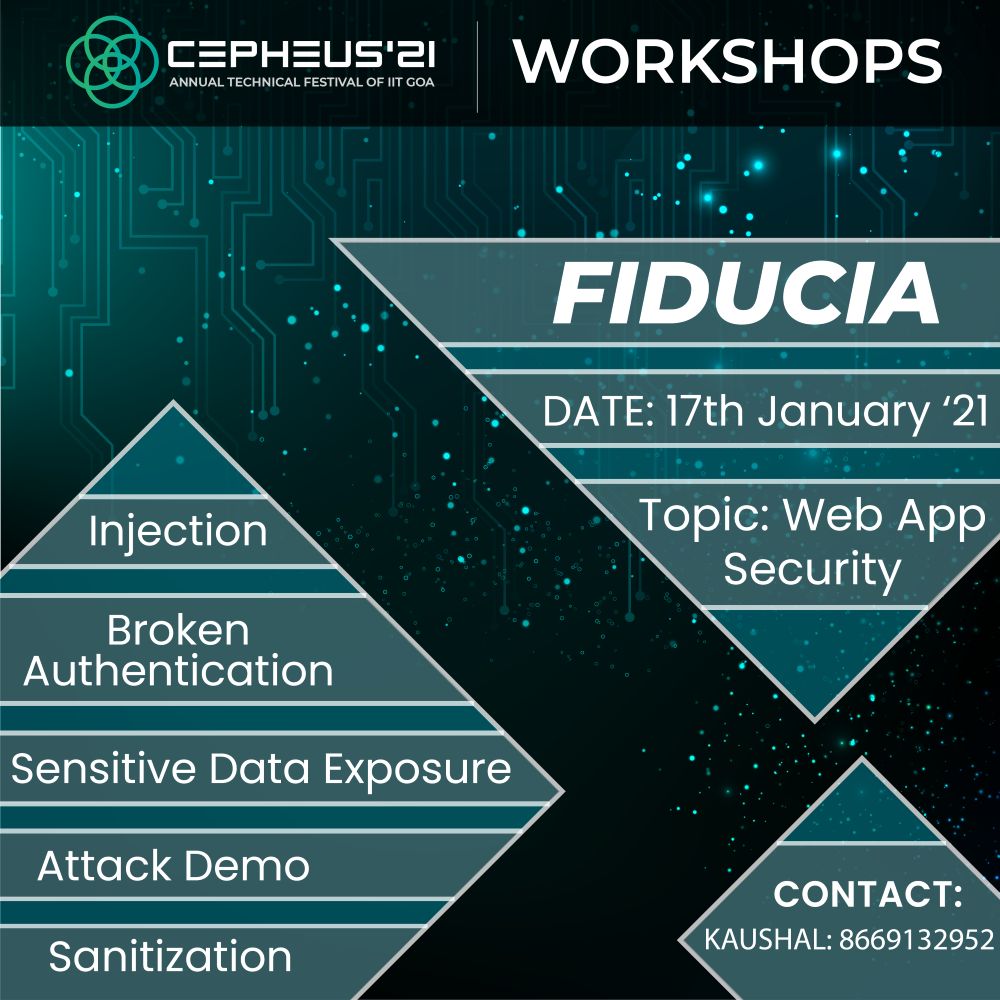 CEPHEUS'21
ANNUAL TECHNICAL FESTIVAL OF IIT GOA
WORKSHOPS
FIDUCIA
DATE: 17th January ‘21
Topic: Web App
Security
Injection
Broken
Authentication
Sensitive Data Exposure
Attack Demo
Sanitization
CONTACT:
KAUSHAL: 8669132952